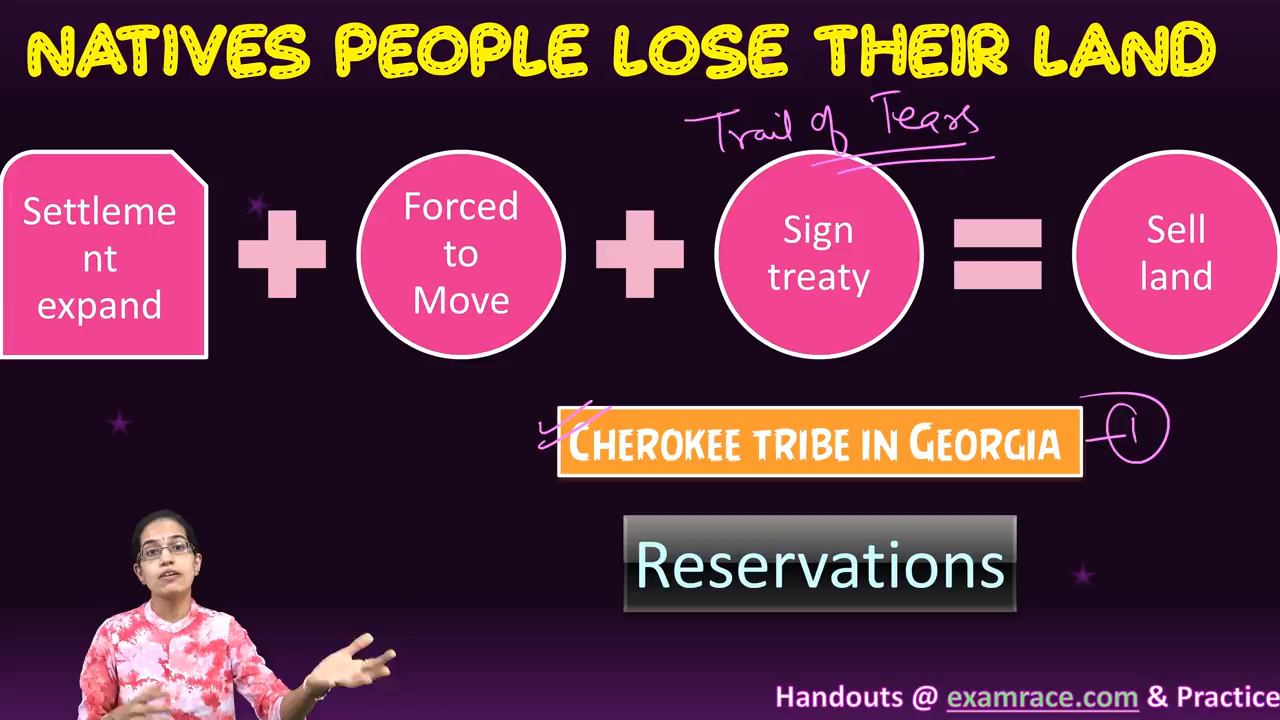 NATIVES PEOPLE LOSE THEIR LAND
Trail of Tears
Settleme
nt
expand
Forced
to
Move
Sign
treaty
Sell
land
CHEROKEE TRIBE IN GEORGIA
1
Reservations
Handouts @ examrace.com & Practice